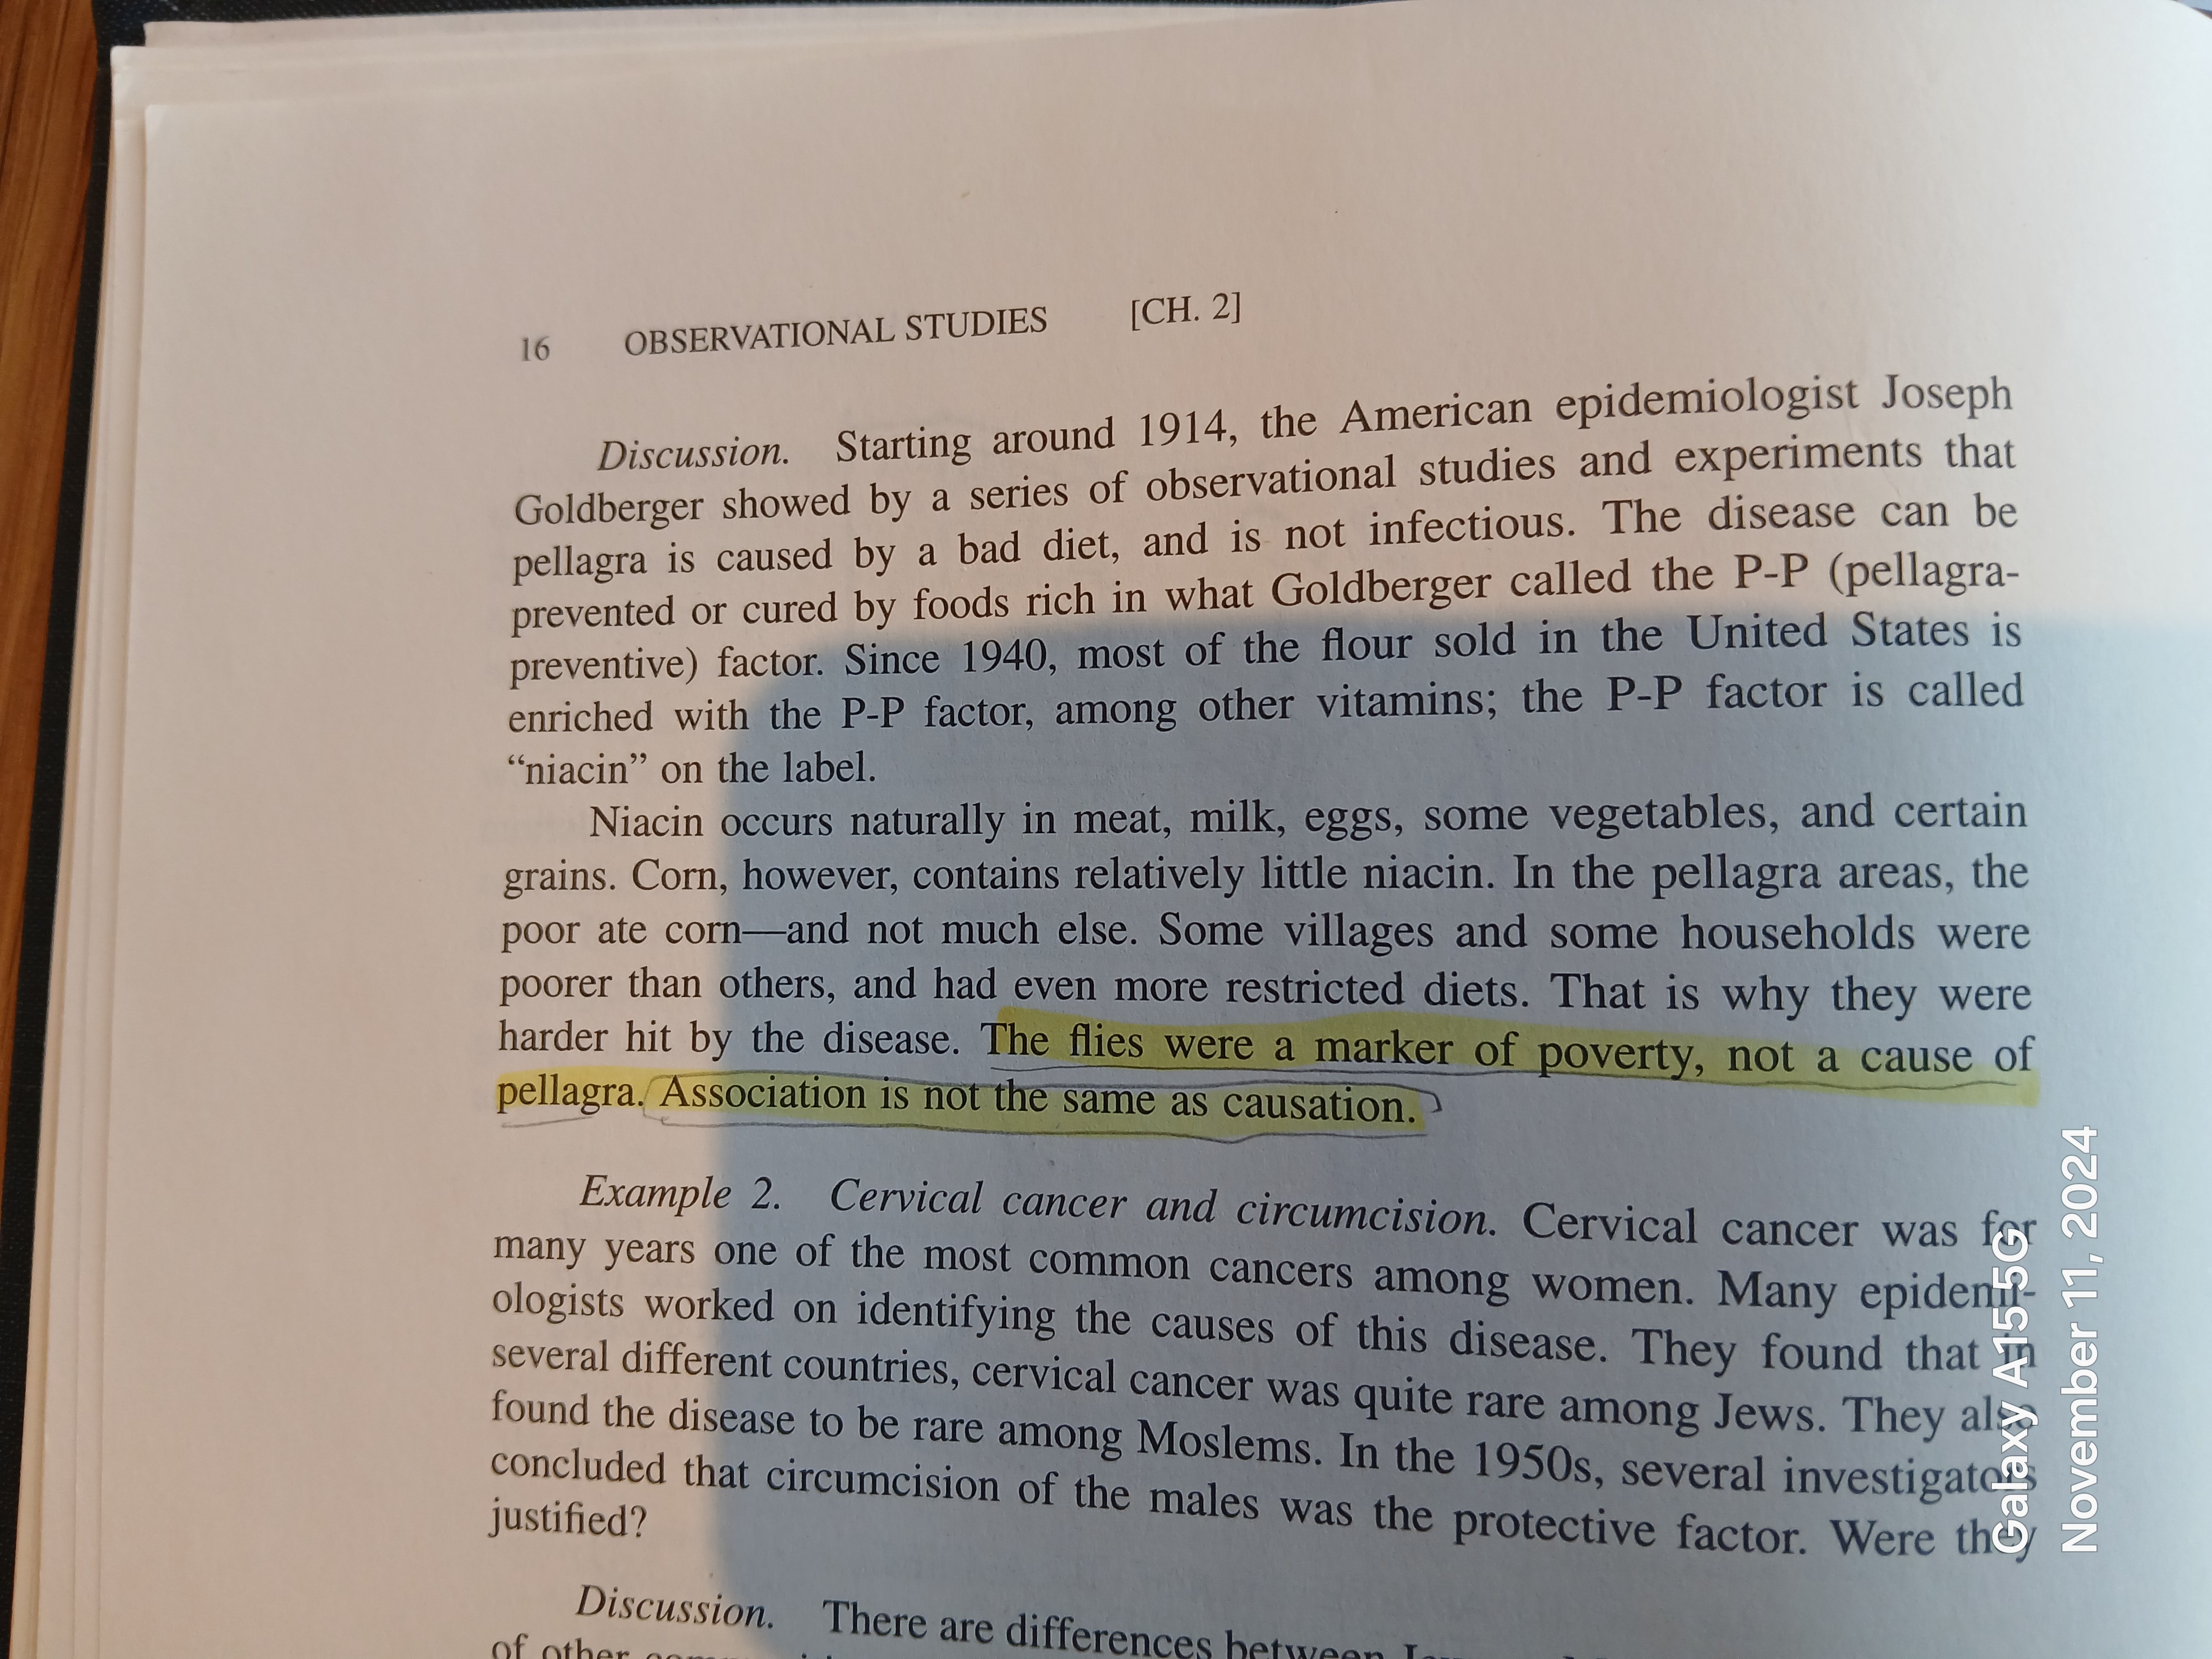 16 OBSERVATIONAL STUDIES [CH. 2]
Discussion. Starting around 1914, the American epidemiologist Joseph
Goldberger showed by a series of observational studies and experiments that
pellagra is caused by a bad diet, and is not infectious. The disease can be
prevented or cured by foods rich in what Goldberger called the P-P (pellagra-
preventive) factor. Since 1940, most of the flour sold in the United States is
enriched with the P-P factor, among other vitamins; the P-P factor is called
“niacin” on the label.
Niacin occurs naturally in meat, milk, eggs, some vegetables, and certain
grains. Corn, however, contains relatively little niacin. In the pellagra areas, the
poor ate corn—and not much else. Some villages and some households were
poorer than others, and had even more restricted diets. That is why they were
harder hit by the disease. The flies were a marker of poverty, not a cause of
pellagra. Association is not the same as causation.
Example 2. Cervical cancer and circumcision. Cervical cancer was for
many years one of the most common cancers among women. Many epidemi-
ologists worked on identifying the causes of this disease. They found that in
several different countries, cervical cancer was quite rare among Jews. They also
found the disease to be rare among Moslems. In the 1950s, several investigators
concluded that circumcision of the males was the protective factor. Were they
justified?
Discussion. There are differences between
of other
Galaxy A15 5G
November 11, 2024